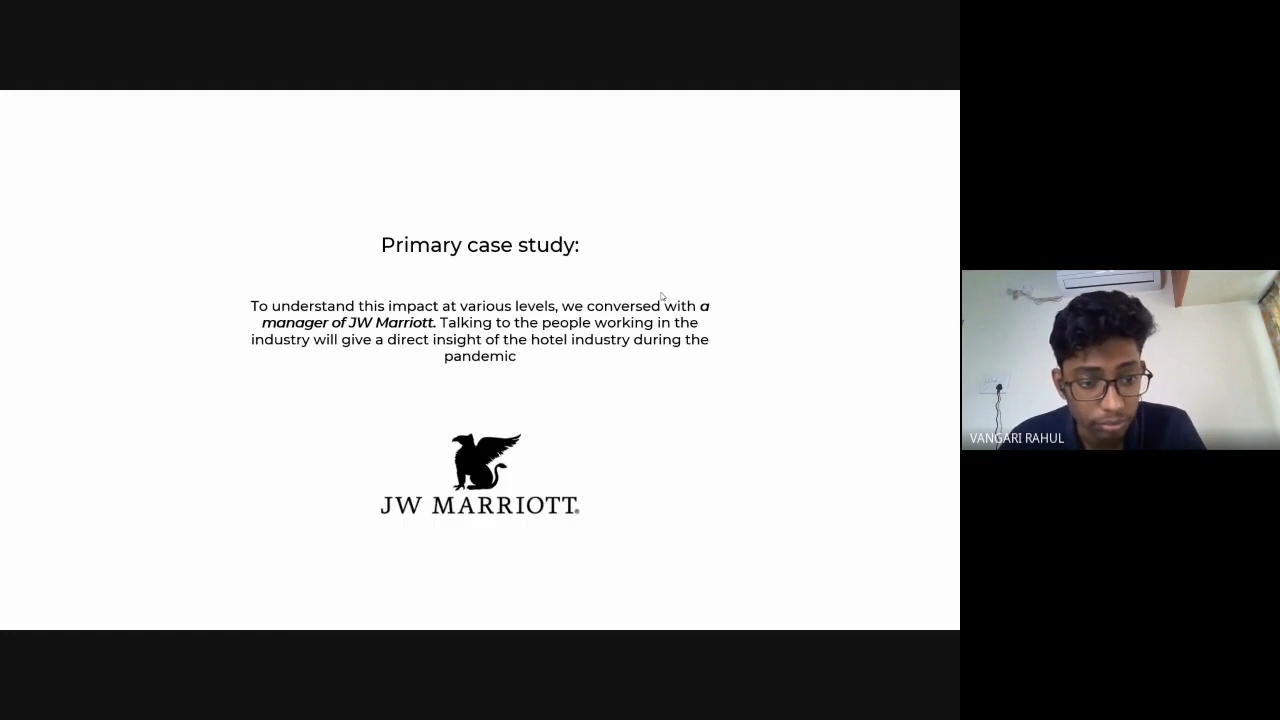 Primary case study:
To understand this impact at various levels, we conversed with a
manager of JW Marriott. Talking to the people working in the
industry will give a direct insight of the hotel industry during the
pandemic
JW MARRIOTT®
VANGARI RAHUL